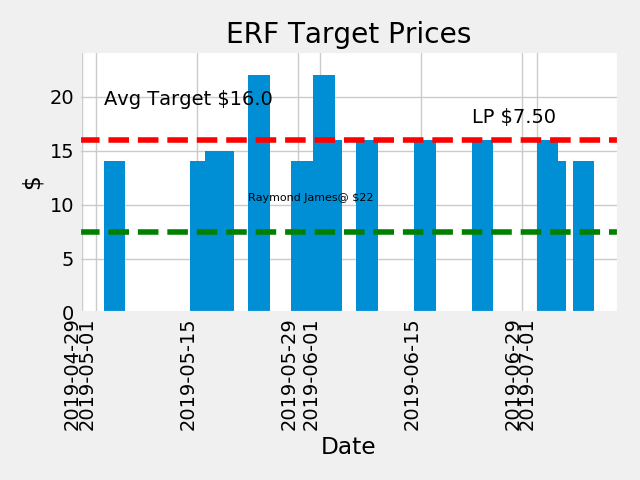 ERF Target Prices
Avg Target $16.0
LP $7.50
Raymond James@ $22
$
20
15
10
5
0
2019-04-29
2019-05-01
2019-05-15
2019-05-29
2019-06-01
2019-06-15
2019-06-29
2019-07-01
Date